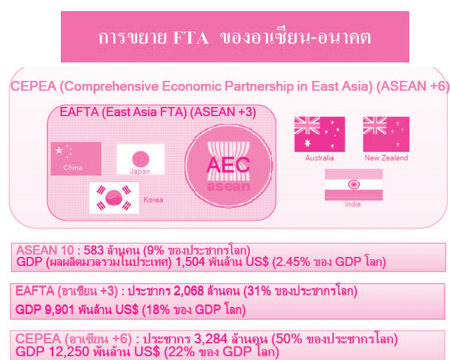 การขยาย FTA ของอาเซียน-อนาคต
CEPEA (Comprehensive Economic Partnership in East Asia) (ASEAN +6)
EAFTA (East Asia FTA) (ASEAN +3)
China
Japan
Korea
AEC
asean
Australia
New Zealand
India
ASEAN 10 : 583 ล้านคน (9% ของประชากรโลก)
GDP (ผลผลิตมวลรวมในประเทศ) 1,504 พันล้าน US$ (2.45% ของ GDP โลก)
EAFTA (อาเซียน +3) : ประชากร 2,068 ล้านคน (31% ของประชากรโลก)
GDP 9,901 พันล้าน US$ (18% ของ GDP โลก)
CEPEA (อาเซียน +6) : ประชากร 3,284 ล้านคน (50% ของประชากรโลก)
GDP 12,250 พันล้าน US$ (22% ของ GDP โลก)